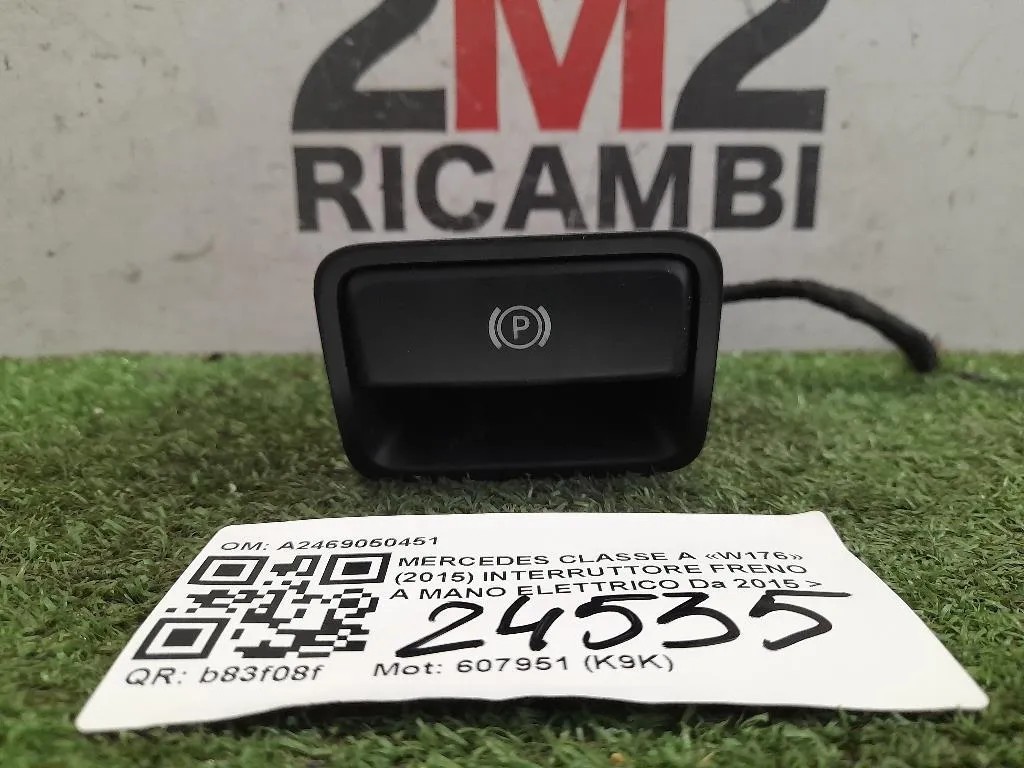 2M2
RICAMBI
P
OM: A2469050451
MERCEDES CLASSE A «W176»
(2015) INTERRUTTORE FRENO
A MANO ELETTRICO Da 2015 >
24535
QR: b83f08f
Mot: 607951 (K9K)